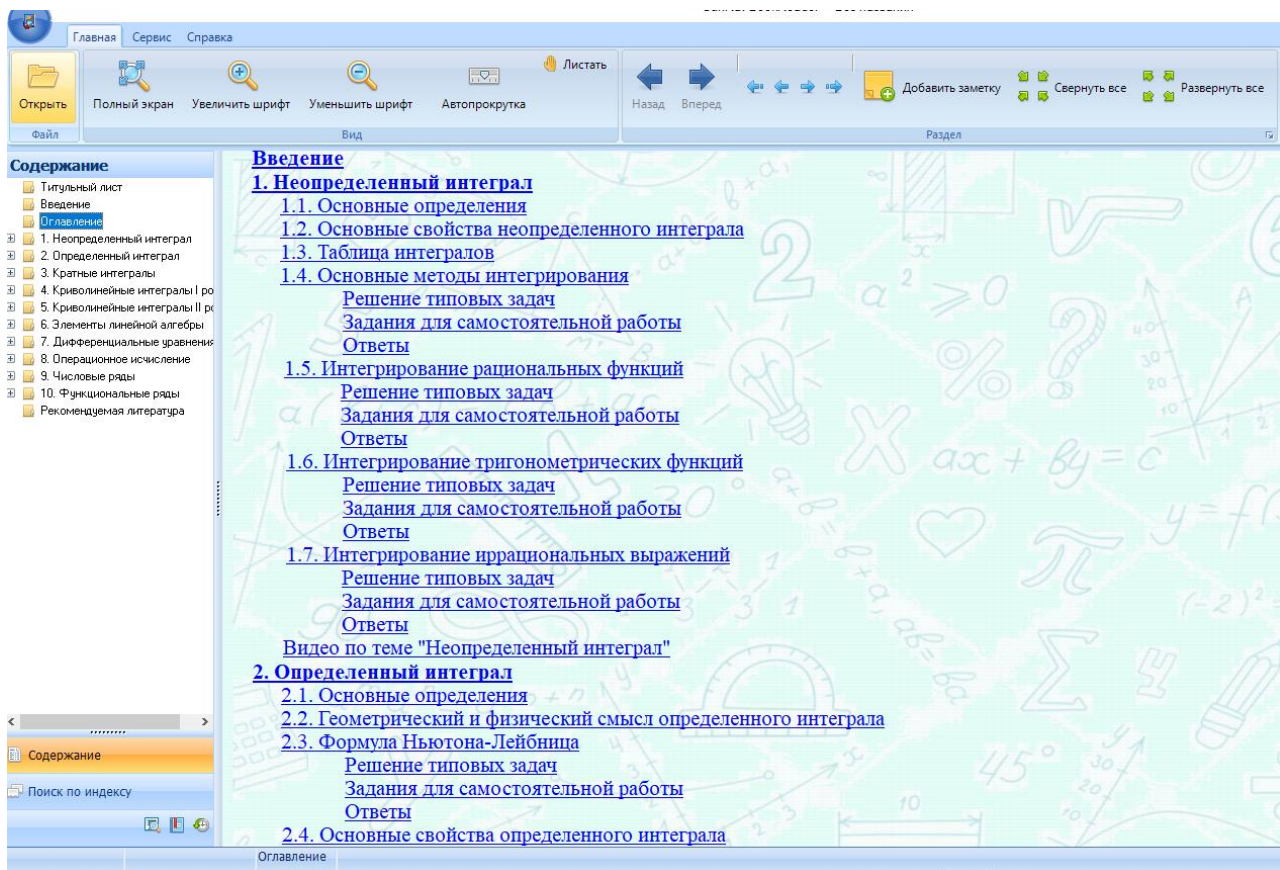 Главная Сервис Справка
Открыть
Полный экран
Увеличить шрифт
Уменьшить шрифт
Автопрокрутка
Листать
Назад
Вперед
Добавить заметку
Свернуть все
Развернуть все
Файл
Вид
Раздел
Содержание
Титульный лист
Введение
Оглавление
1. Неопределенный интеграл
2. Определенный интеграл
3. Кратные интегралы
4. Криволинейные интегралы I ро
5. Криволинейные интегралы II ро
6. Элементы линейной алгебры
7. Дифференциальные уравнения
8. Операционное исчисление
9. Числовые ряды
10. Функциональные ряды
Рекомендуемая литература
Содержание
Поиск по индексу
Введение
1. Неопределенный интеграл
1.1. Основные определения
1.2. Основные свойства неопределенного интеграла
1.3. Таблица интегралов
1.4. Основные методы интегрирования
Решение типовых задач
Задания для самостоятельной работы
Ответы
1.5. Интегрирование рациональных функций
Решение типовых задач
Задания для самостоятельной работы
Ответы
1.6. Интегрирование тригонометрических функций
Решение типовых задач
Задания для самостоятельной работы
Ответы
1.7. Интегрирование иррациональных выражений
Решение типовых задач
Задания для самостоятельной работы
Ответы
Видео по теме "Неопределенный интеграл"
2. Определенный интеграл
2.1. Основные определения
2.2. Геометрический и физический смысл определенного интеграла
2.3. Формула Ньютона-Лейбница
Решение типовых задач
Задания для самостоятельной работы
Ответы
2.4. Основные свойства определенного интеграла
Оглавление